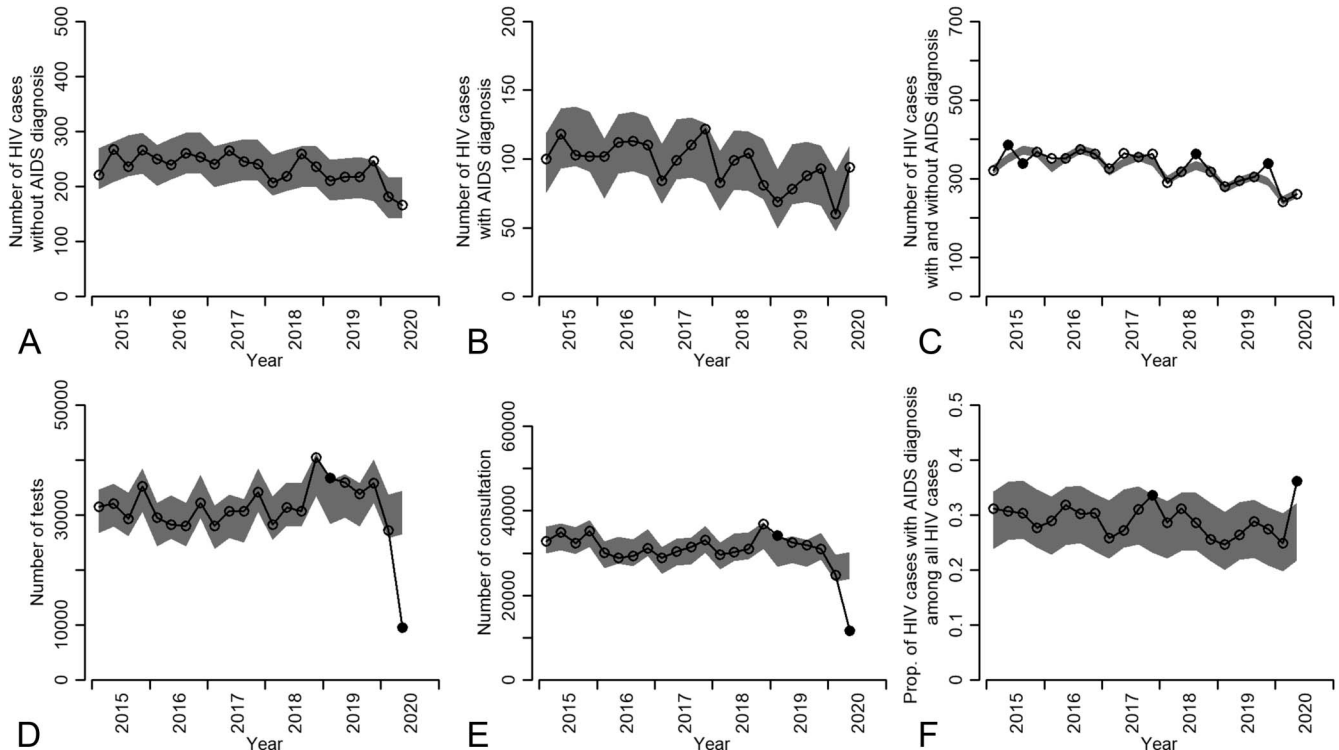 Number of HIV cases
without AIDS diagnosis
0 100 200 300 400 500
2015 2016 2017 2018 2019 2020
Year
A
Number of HIV cases
with AIDS diagnosis
0 50 100 150 200
2015 2016 2017 2018 2019 2020
Year
B
Number of HIV cases
with and without AIDS diagnosis
0 100 300 500 700
2015 2016 2017 2018 2019 2020
Year
C
Number of tests
0 10000 30000 50000
2015 2016 2017 2018 2019 2020
Year
D
Number of consultation
0 20000 40000 60000
2015 2016 2017 2018 2019 2020
Year
E
Prop. of HIV cases with AIDS diagnosis
among all HIV cases
0 0.1 0.2 0.3 0.4 0.5
2015 2016 2017 2018 2019 2020
Year
F